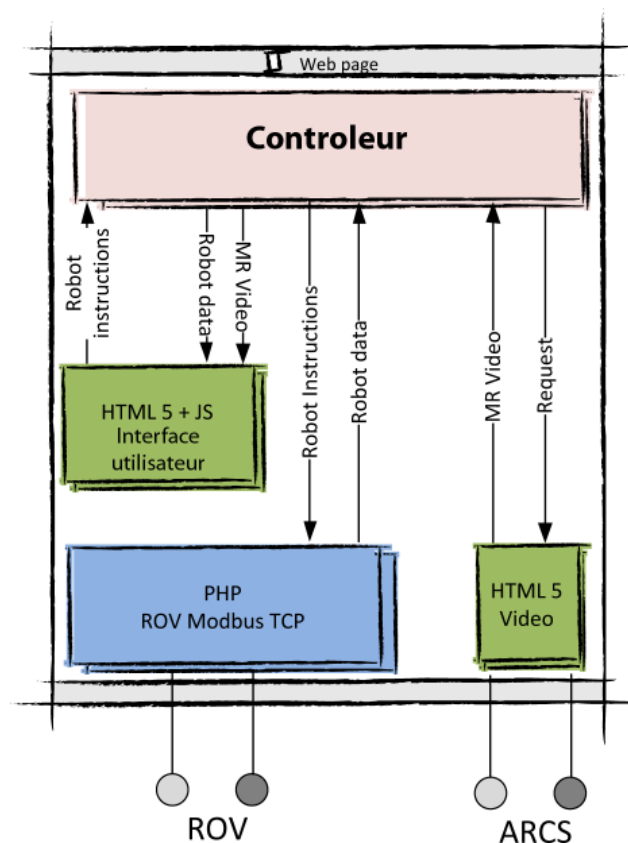 Web page
Controleur
Robot
instructions
Robot data
MR Video
Robot Instructions
Robot data
MR Video
Request
HTML 5 + JS
Interface
utilisateur
PHP
ROV Modbus TCP
HTML 5
Video
ROV
ARCS